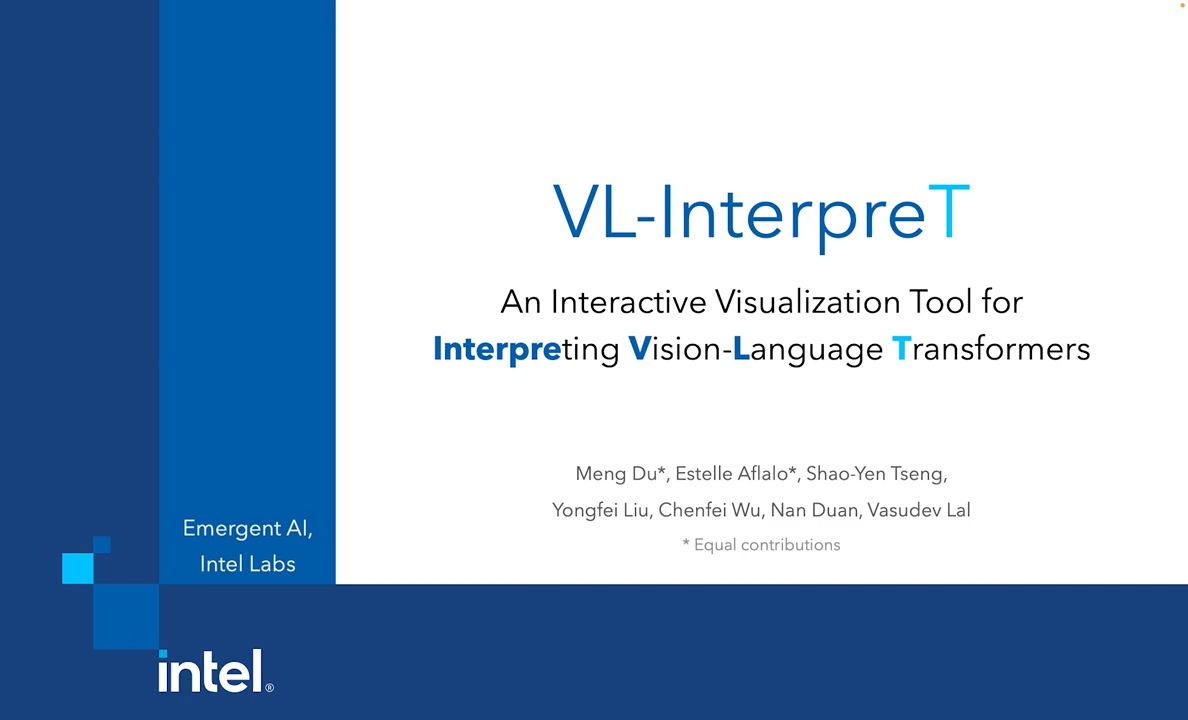 VL-InterpreT
An Interactive Visualization Tool for
Interpreting Vision-Language Transformers
Meng Du*, Estelle Aflalo*, Shao-Yen Tseng,
Yongfei Liu, Chenfei Wu, Nan Duan, Vasudev Lal
* Equal contributions
Emergent AI,
Intel Labs
intel®